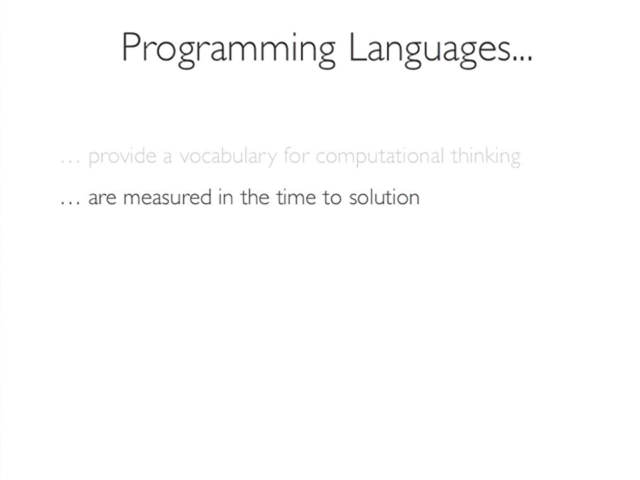 Programming Languages...
... provide a vocabulary for computational thinking
... are measured in the time to solution